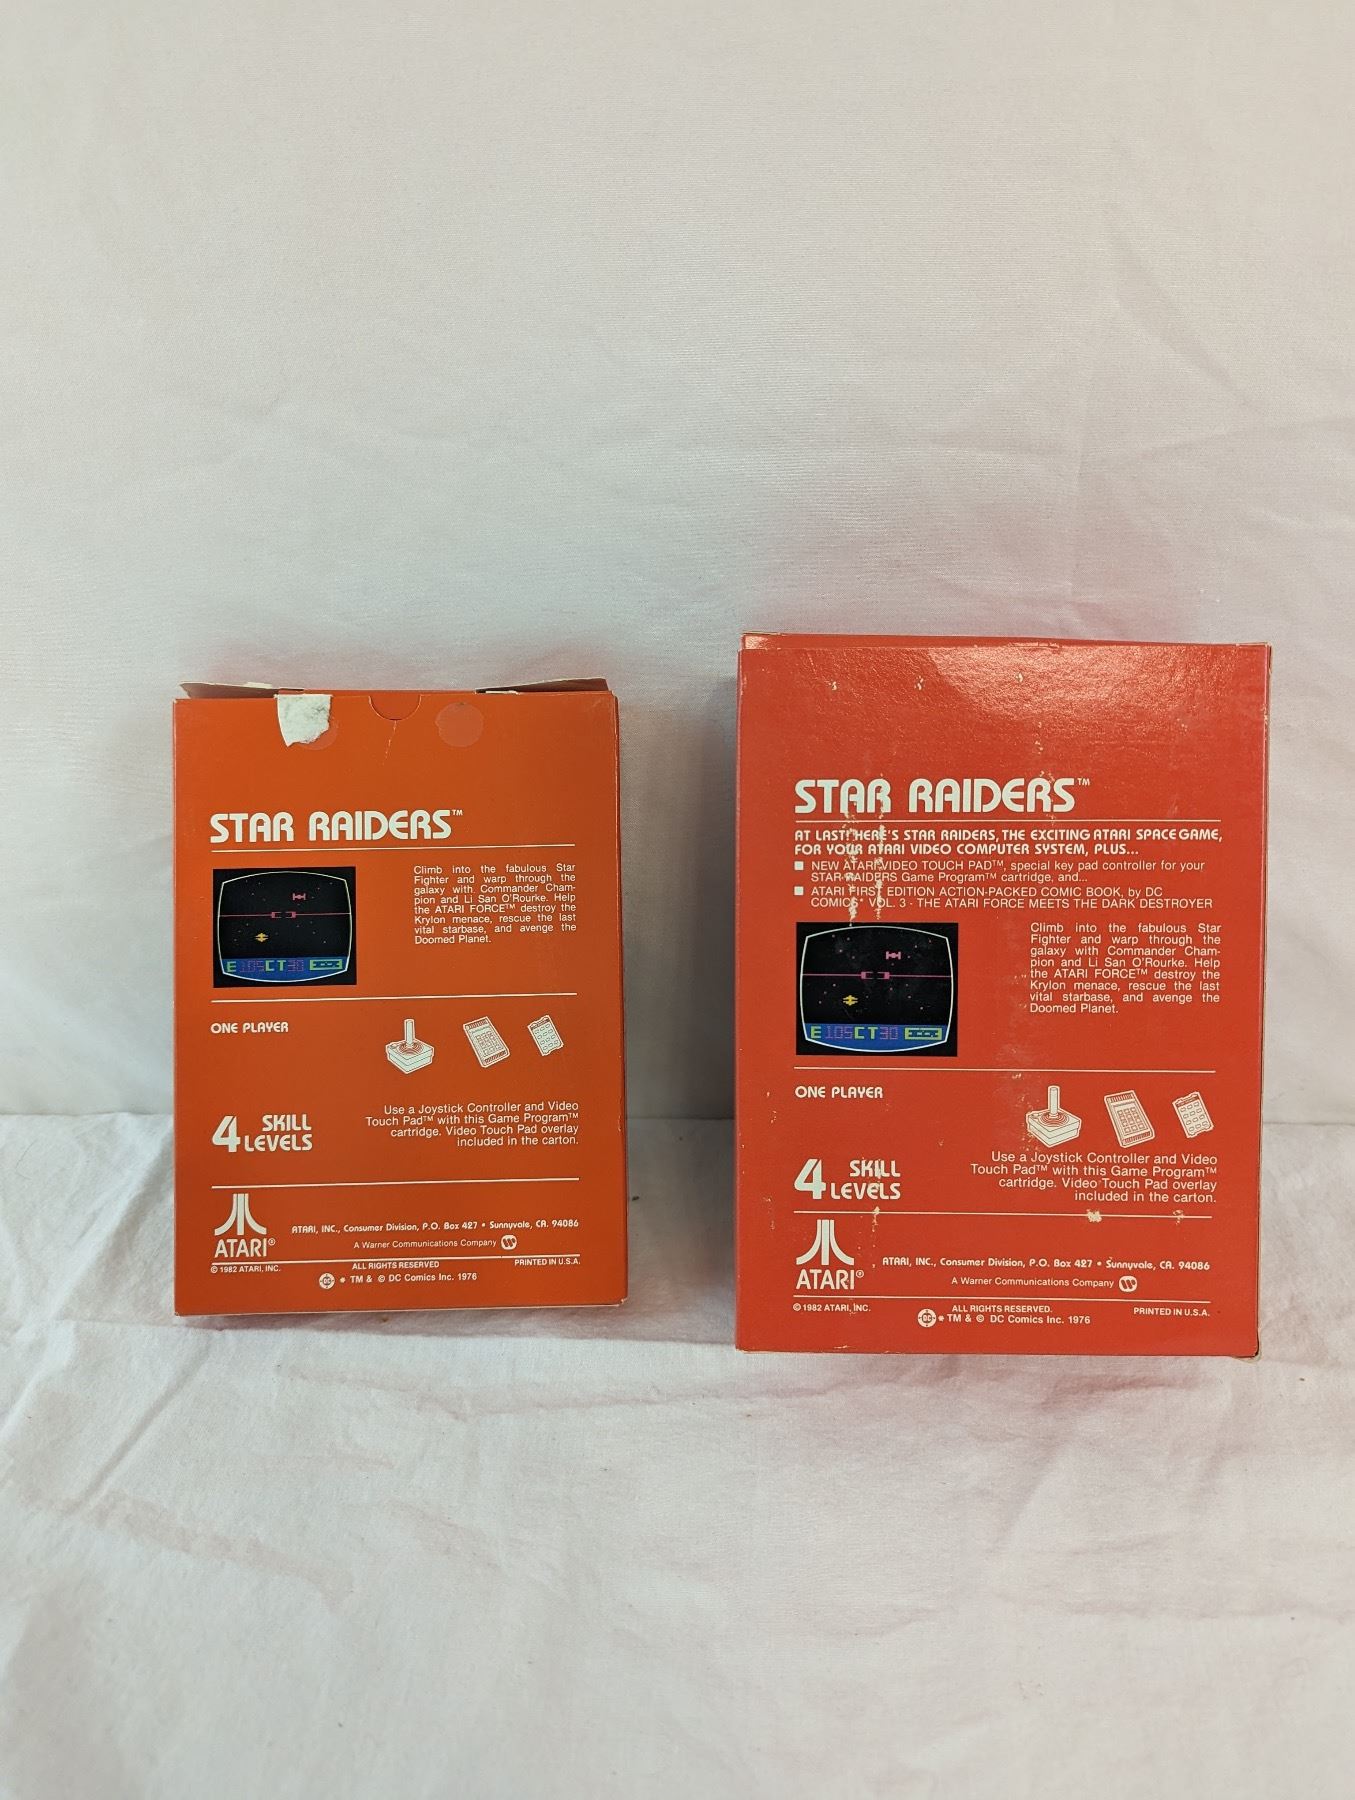 STAR RAIDERS™
Climb into the fabulous Star
Fighter and warp through the
galaxy with Commander Cham-
pion and Li San O'Rourke. Help
the ATARI FORCE™ destroy the
Krylon menace, rescue the last
vital starbase, and avenge the
Doomed Planet.
E 105CT30
ONE PLAYER
4 SKILL
LEVELS
Use a Joystick Controller and Video
Touch Pad™ with this Game Program™
cartridge. Video Touch Pad overlay
included in the carton.
ATARI®
ATARI, INC., Consumer Division, P.O. Box 427 • Sunnyvale, CA. 94086
A Warner Communications Company
© 1982 ATARI, INC.
ALL RIGHTS RESERVED
PRINTED IN U.S.A.
DC * TM & © DC Comics Inc. 1976
STAR RAIDERS™
AT LAST! HERE'S STAR RAIDERS, THE EXCITING ATARI SPACE GAME,
FOR YOUR ATARI VIDEO COMPUTER SYSTEM, PLUS...
■ NEW ATARI VIDEO TOUCH PAD™, special key pad controller for your
STAR RAIDERS Game Program™ cartridge, and...
■ ATARI FIRST EDITION ACTION-PACKED COMIC BOOK, by DC
COMICS* VOL. 3 - THE ATARI FORCE MEETS THE DARK DESTROYER
Climb into the fabulous Star
Fighter and warp through the
galaxy with Commander Cham-
pion and Li San O'Rourke. Help
the ATARI FORCE™ destroy the
Krylon menace, rescue the last
vital starbase, and avenge the
Doomed Planet.
E 105CT30
ONE PLAYER
4 SKILL
LEVELS
Use a Joystick Controller and Video
Touch Pad™ with this Game Program™
cartridge. Video Touch Pad overlay
included in the carton.
ATARI®
ATARI, INC., Consumer Division, P.O. Box 427 • Sunnyvale, CA. 94086
A Warner Communications Company
© 1982 ATARI, INC.
ALL RIGHTS RESERVED.
PRINTED IN U.S.A.
DC * TM & © DC Comics Inc. 1976